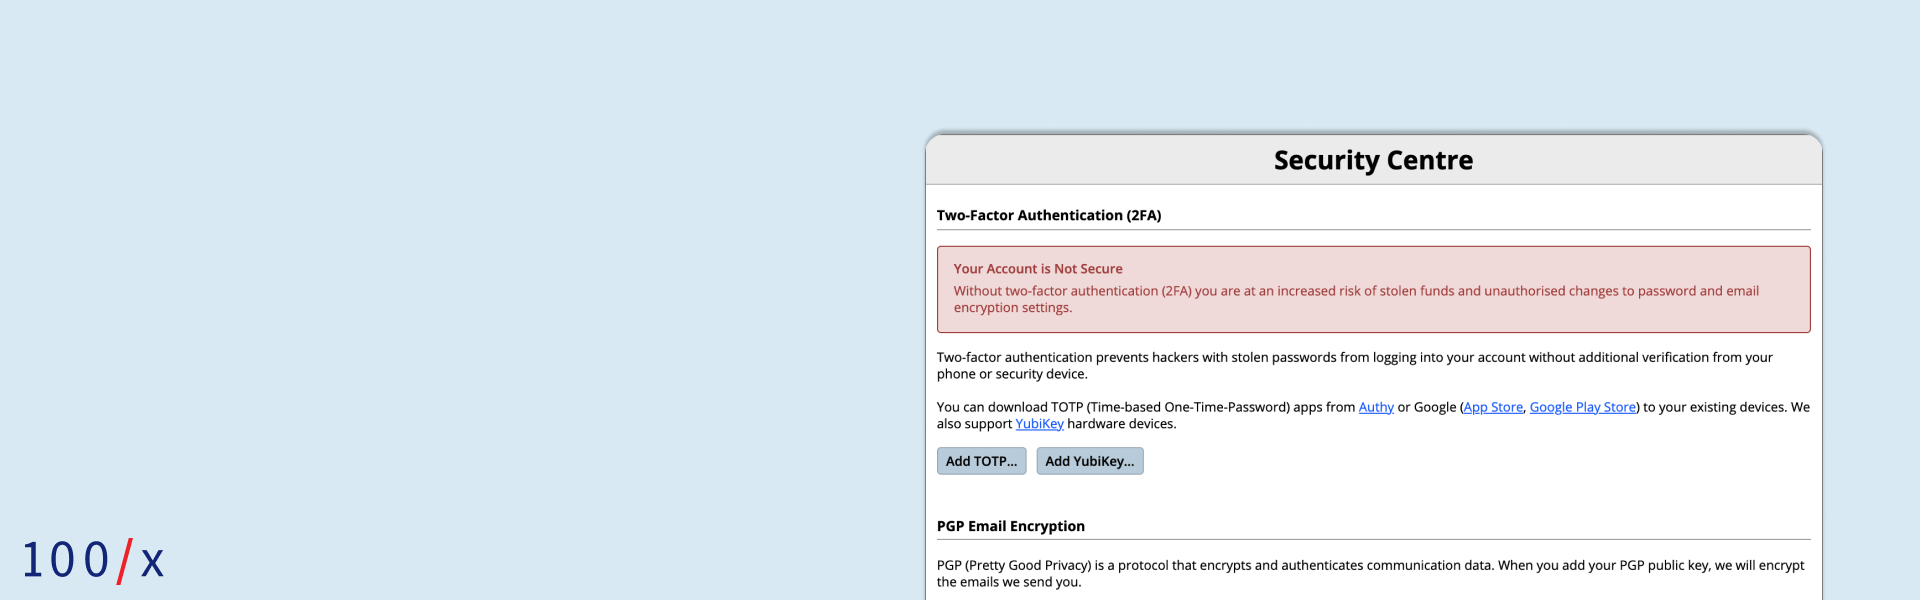 Security Centre
Two-Factor Authentication (2FA)
Your Account is Not Secure
Without two-factor authentication (2FA) you are at an increased risk of stolen funds and unauthorised changes to password and email
encryption settings.
Two-factor authentication prevents hackers with stolen passwords from logging into your account without additional verification from your
phone or security device.
You can download TOTP (Time-based One-Time-Password) apps from Authy or Google (App Store, Google Play Store) to your existing devices. We
also support YubiKey hardware devices.
Add TOTP... Add YubiKey...
PGP Email Encryption
PGP (Pretty Good Privacy) is a protocol that encrypts and authenticates communication data. When you add your PGP public key, we will encrypt
the emails we send you.
100/x